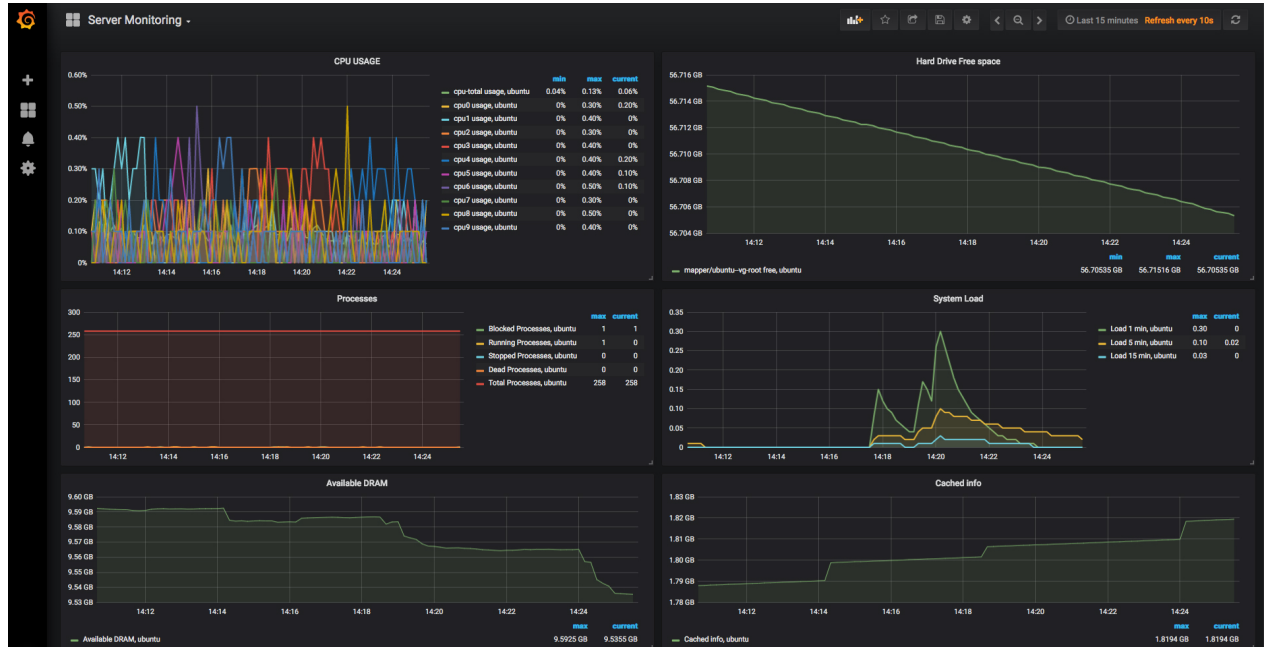 Server Monitoring
Last 15 minutes Refresh every 10s
CPU USAGE
0.60%
0.50%
0.40%
0.30%
0.20%
0.10%
0%
14:12 14:14 14:16 14:18 14:20 14:22 14:24
min max current
cpu-total usage, ubuntu 0.04% 0.13% 0.06%
cpu0 usage, ubuntu 0% 0.30% 0.20%
cpu1 usage, ubuntu 0% 0.40% 0%
cpu2 usage, ubuntu 0% 0.30% 0%
cpu3 usage, ubuntu 0% 0.40% 0%
cpu4 usage, ubuntu 0% 0.40% 0.20%
cpu5 usage, ubuntu 0% 0.40% 0.10%
cpu6 usage, ubuntu 0% 0.50% 0.10%
cpu7 usage, ubuntu 0% 0.30% 0%
cpu8 usage, ubuntu 0% 0.50% 0%
cpu9 usage, ubuntu 0% 0.40% 0%
Hard Drive Free space
56.716 GB
56.714 GB
56.712 GB
56.710 GB
56.708 GB
56.706 GB
56.704 GB
14:12 14:14 14:16 14:18 14:20 14:22 14:24
min max current
mapper/ubuntu-vg-root free, ubuntu 56.70535 GB 56.71516 GB 56.70535 GB
Processes
300
250
200
150
100
50
0
14:12 14:14 14:16 14:18 14:20 14:22 14:24
max current
Blocked Processes, ubuntu 1 1
Running Processes, ubuntu 1 0
Stopped Processes, ubuntu 0 0
Dead Processes, ubuntu 0 0
Total Processes, ubuntu 258 258
System Load
0.35
0.30
0.25
0.20
0.15
0.10
0.05
0
14:12 14:14 14:16 14:18 14:20 14:22 14:24
max current
Load 1 min, ubuntu 0.30 0
Load 5 min, ubuntu 0.10 0.02
Load 15 min, ubuntu 0.03 0
Available DRAM
9.60 GB
9.59 GB
9.58 GB
9.57 GB
9.56 GB
9.55 GB
9.54 GB
9.53 GB
14:12 14:14 14:16 14:18 14:20 14:22 14:24
max current
Available DRAM, ubuntu 9.5925 GB 9.5355 GB
Cached info
1.83 GB
1.82 GB
1.81 GB
1.80 GB
1.79 GB
1.78 GB
14:12 14:14 14:16 14:18 14:20 14:22 14:24
max current
Cached info, ubuntu 1.8194 GB 1.8194 GB